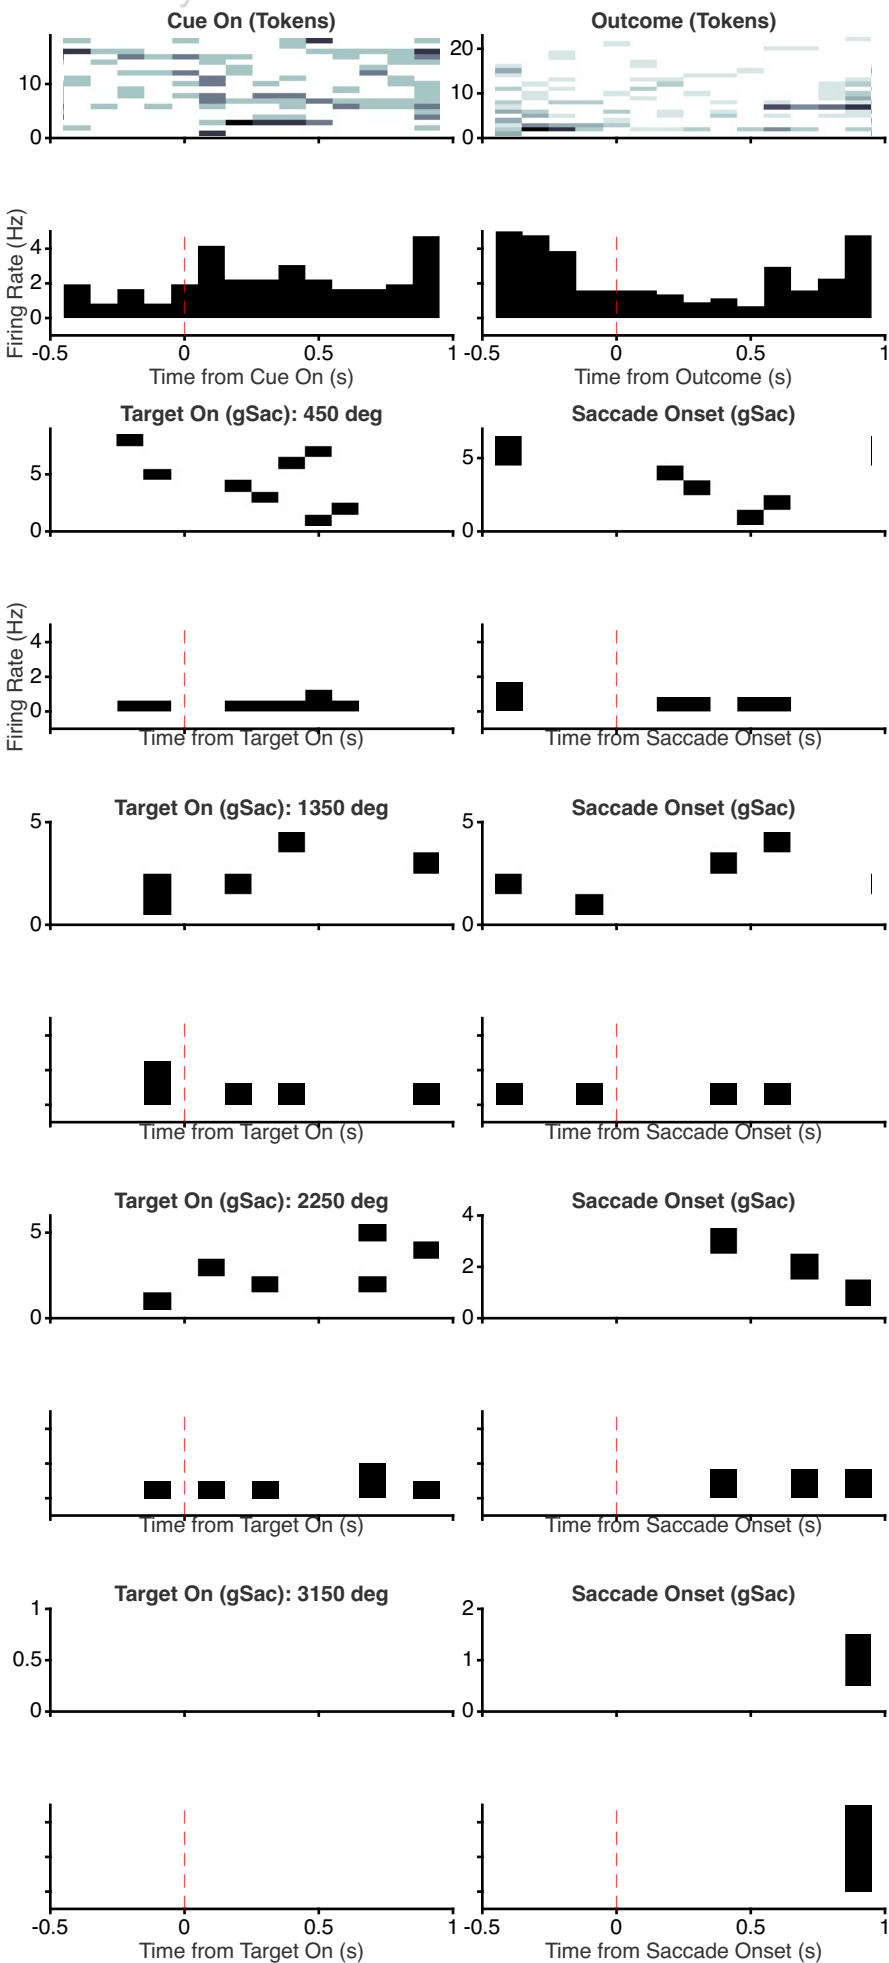 Cue On (Tokens) Outcome (Tokens)
10 20
0 10
0
Firing Rate (Hz)
4
2
0
-0.5 0 0.5 1 -0.5 0 0.5 1
Time from Cue On (s) Time from Outcome (s)
Target On (gSac): 450 deg Saccade Onset (gSac)
5 5
0 0
Firing Rate (Hz)
4
2
0
Time from Target On (s) Time from Saccade Onset (s)
Target On (gSac): 1350 deg Saccade Onset (gSac)
5 5
0 0
Time from Target On (s) Time from Saccade Onset (s)
Target On (gSac): 2250 deg Saccade Onset (gSac)
5 4
0 2
0
Time from Target On (s) Time from Saccade Onset (s)
Target On (gSac): 3150 deg Saccade Onset (gSac)
1 2
0.5 1
0 0
-0.5 0 0.5 1 -0.5 0 0.5 1
Time from Target On (s) Time from Saccade Onset (s)